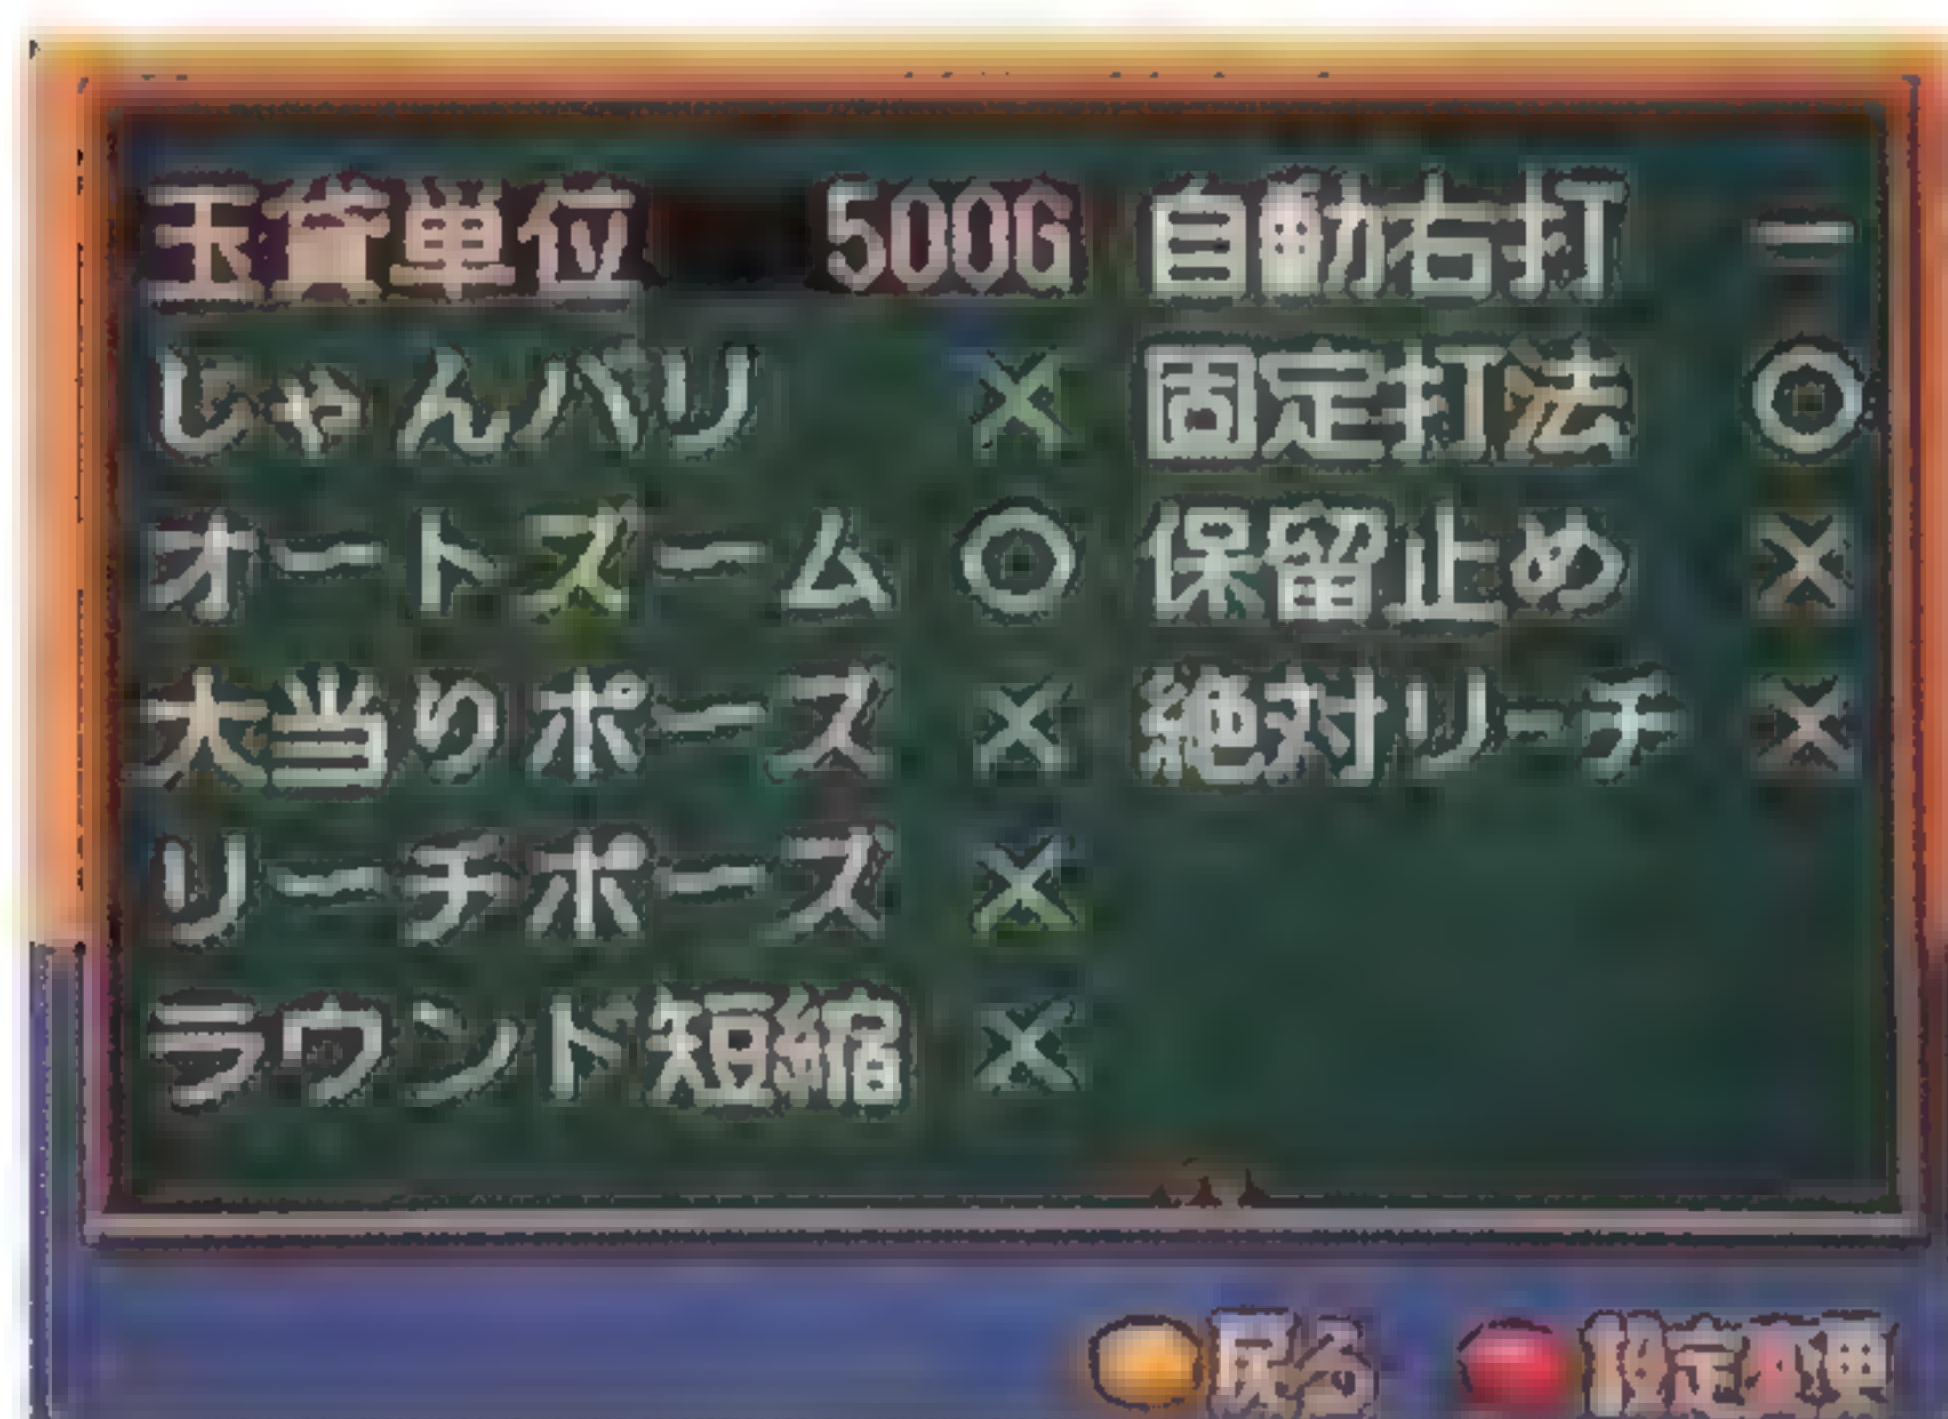 玉貸単位 500G 自動右打 ー
しゃんバリ × 固定打法 ◎
オートズーム ◎ 保留止め ×
大当りポーズ × 絶対リーチ ×
リーチポーズ ×
ラウンド短縮 ×
戻る